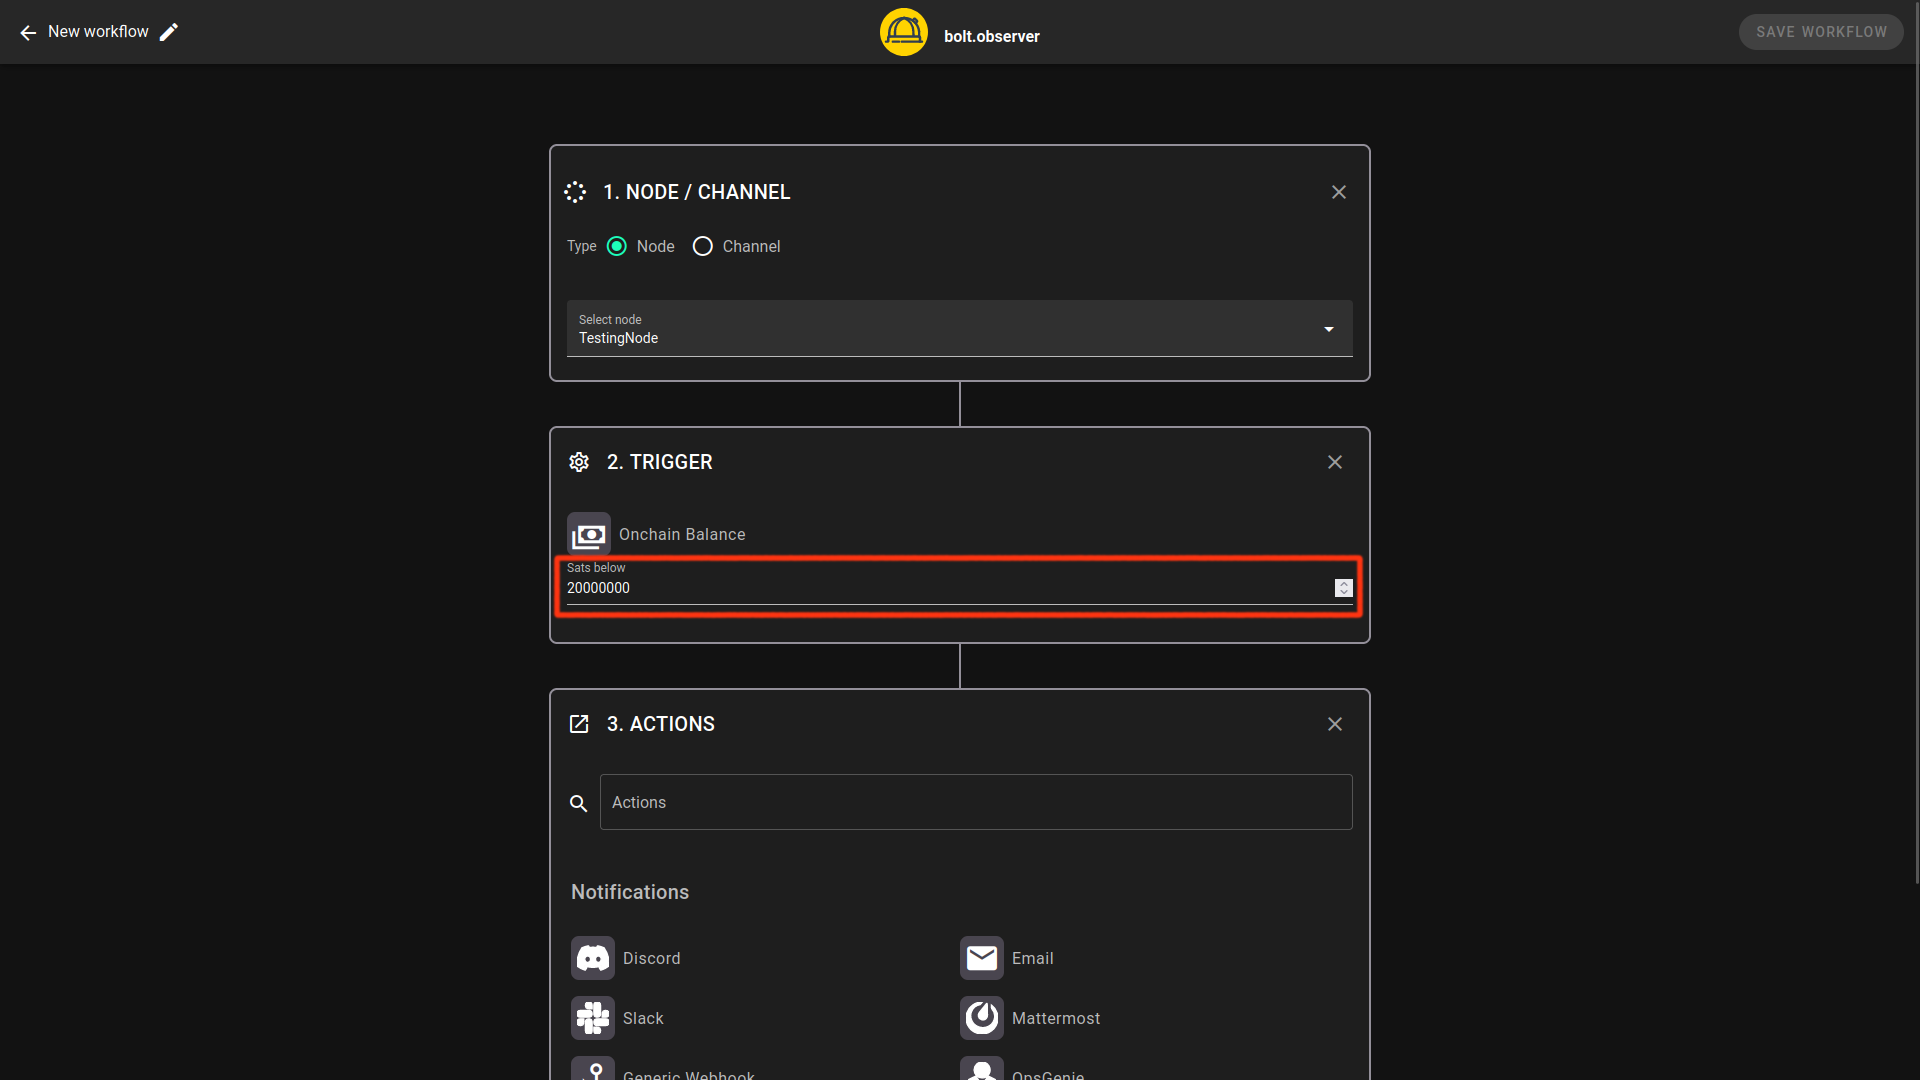 New workflow
bolt.observer
SAVE WORKFLOW
1. NODE / CHANNEL
Type Node Channel
Select node
TestingNode
2. TRIGGER
Onchain Balance
Sats below
20000000
3. ACTIONS
Actions
Notifications
Discord Email
Slack Mattermost
Generic Webhook OpsGenie